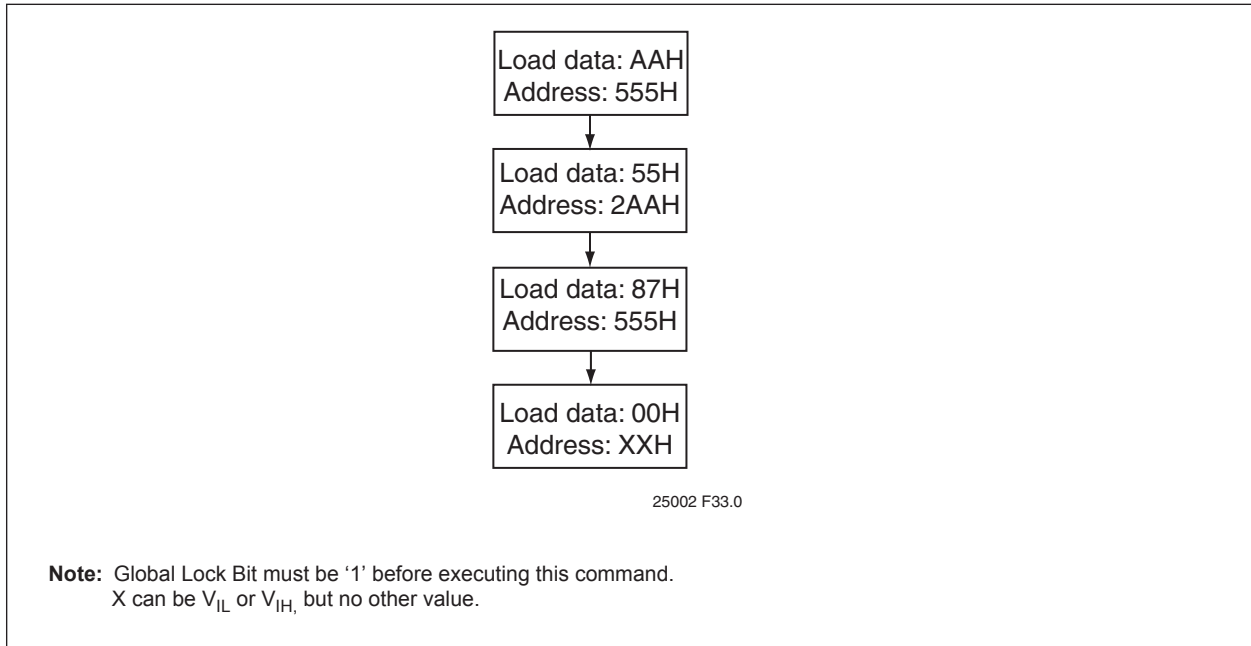 Load data: AAH
Address: 555H
Load data: 55H
Address: 2AAH
Load data: 87H
Address: 555H
Load data: 00H
Address: XXH
25002 F33.0
Note: Global Lock Bit must be ‘1’ before executing this command.
X can be VIL or VIH, but no other value.